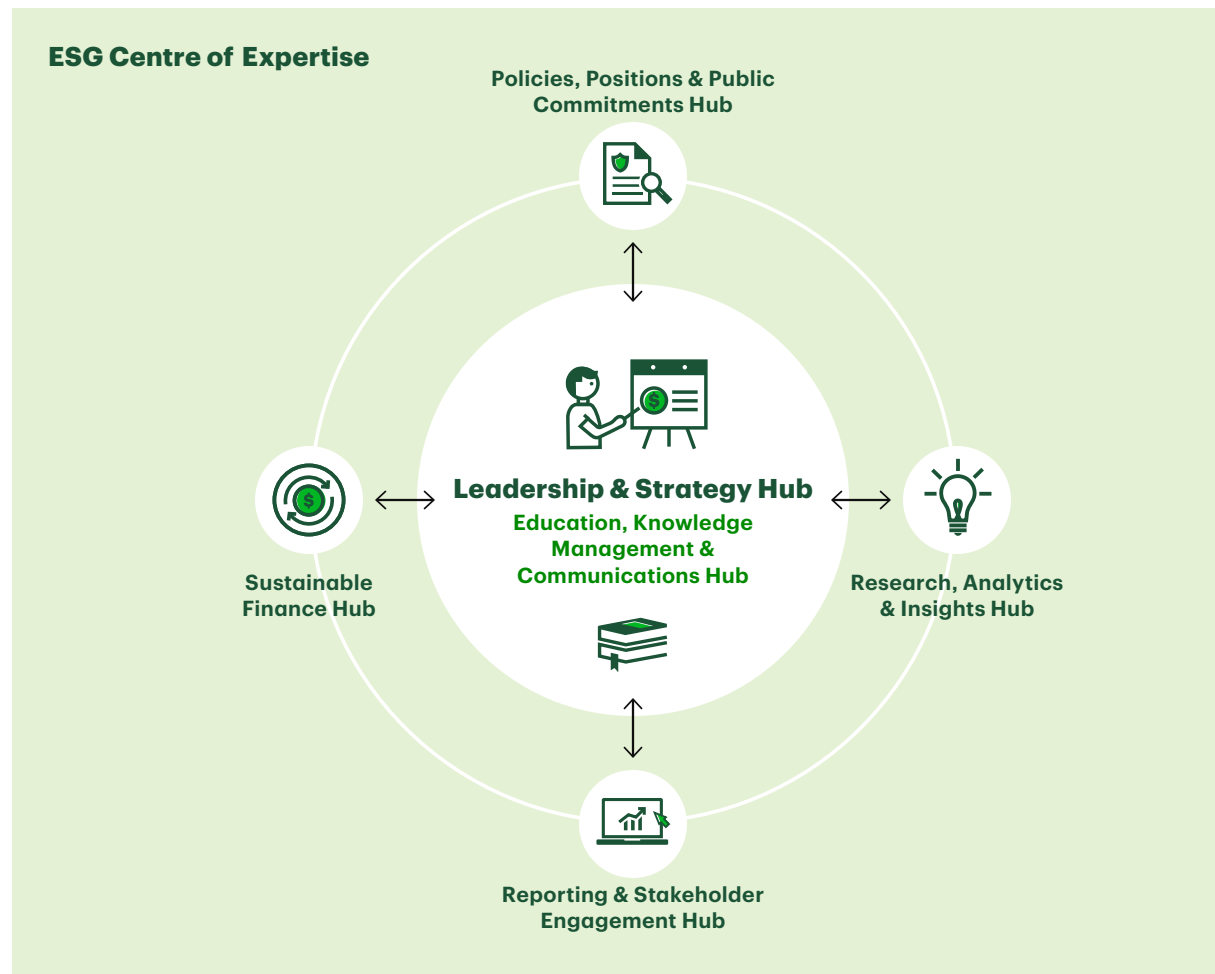 ESG Centre of Expertise
Policies, Positions & Public
Commitments Hub
Leadership & Strategy Hub
Education, Knowledge
Management &
Communications Hub
Sustainable
Finance Hub
Research, Analytics
& Insights Hub
Reporting & Stakeholder
Engagement Hub